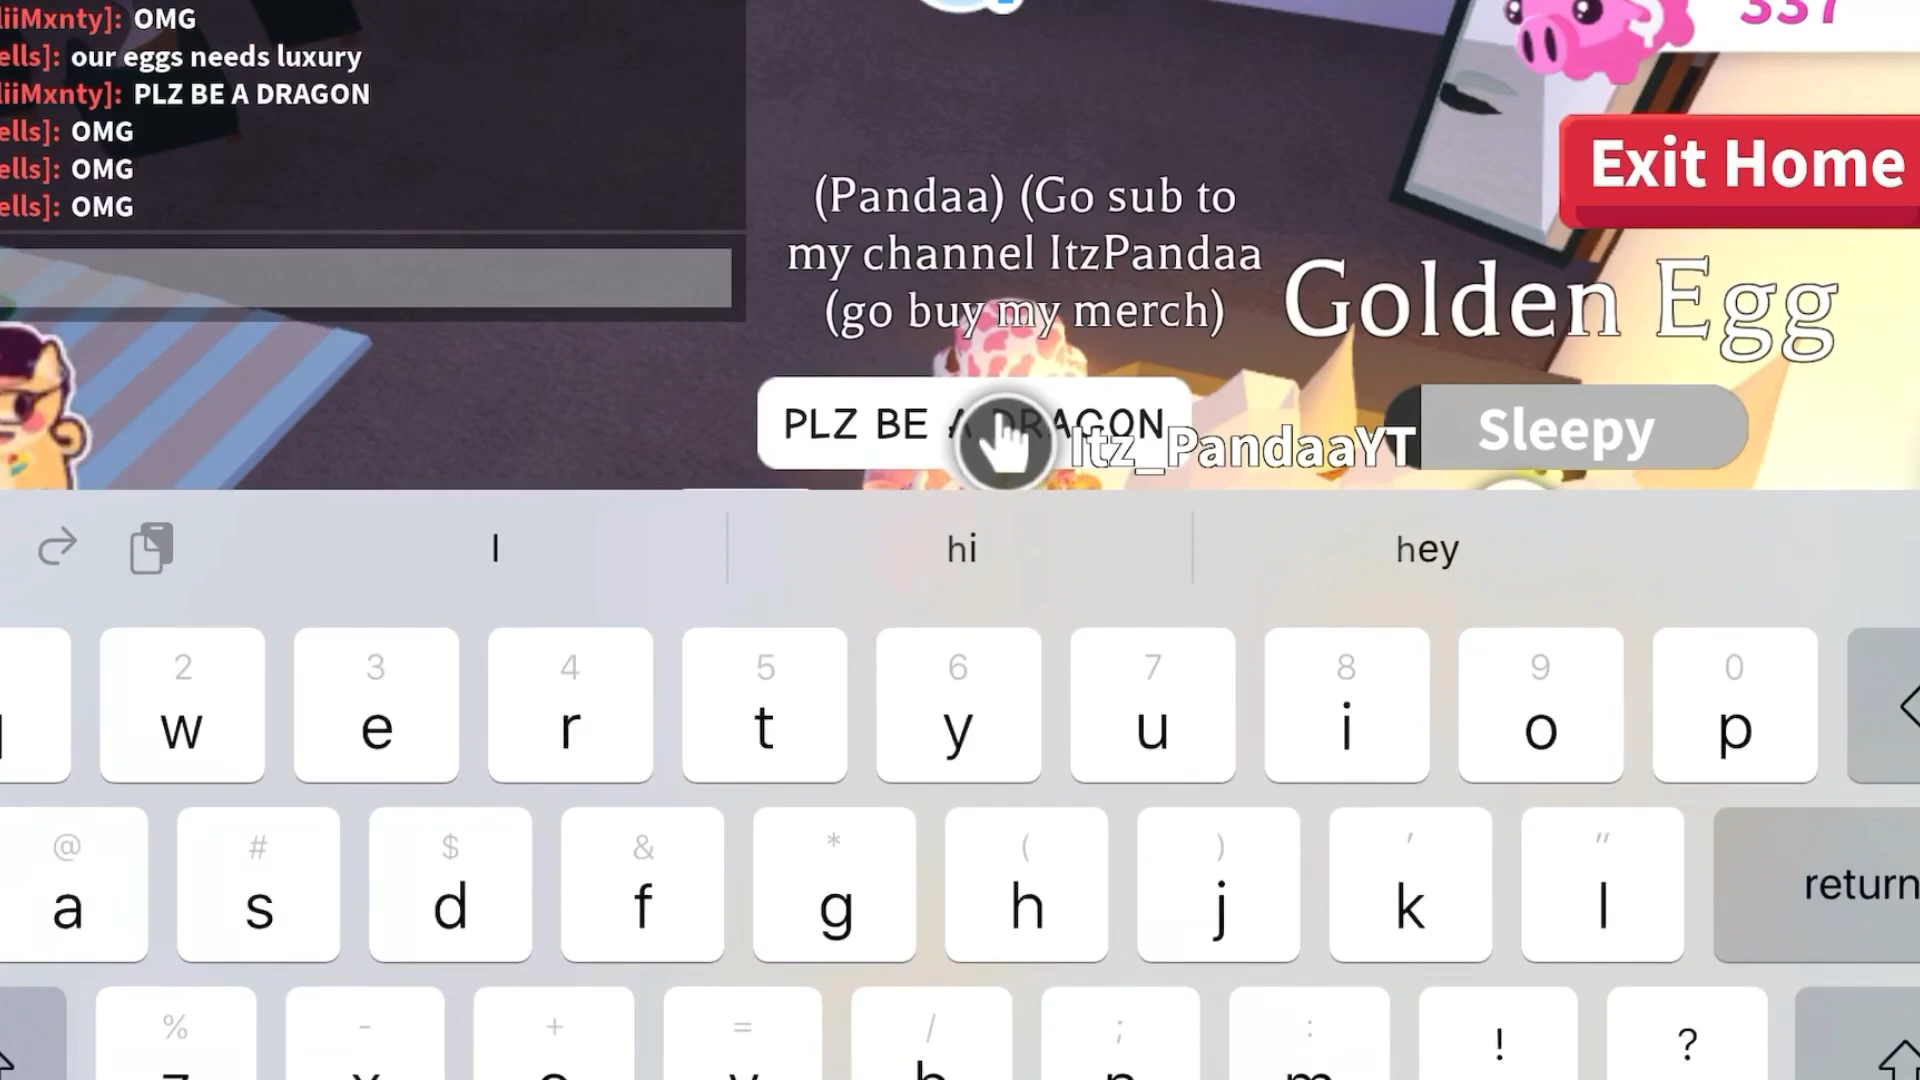 liiMxnty]: OMG
ells]: our eggs needs luxury
liiMxnty]: PLZ BE A DRAGON
ells]: OMG
ells]: OMG
ells]: OMG
337
Exit Home
(Pandaa) (Go sub to
my channel ItzPandaa
(go buy my merch)
Golden Egg
PLZ BE A DRAGON
Itz_PandaaYT
Sleepy
I hi hey
2 3 4 5 6 7 8 9 0
w e r t y u i o p
@ # $ & * ( ) ' "
a s d f g h j k l return
% - + = / ; : ! ?
z x c v b n m